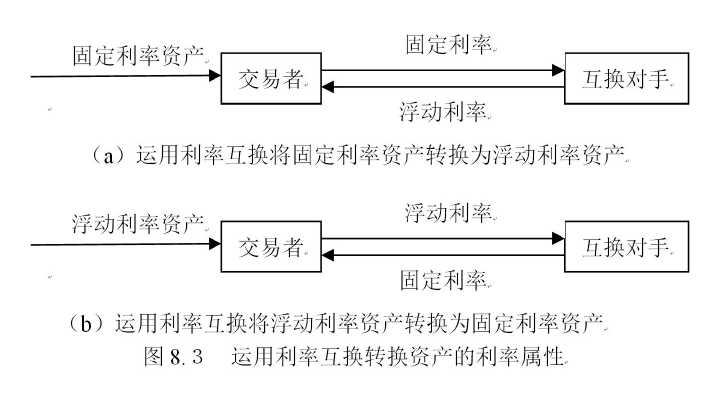 固定利率
固定利率资产
交易者
互换对手
浮动利率
（a）运用利率互换将固定利率资产转换为浮动利率资产
浮动利率
浮动利率资产
交易者
互换对手
固定利率
（b）运用利率互换将浮动利率资产转换为固定利率资产
图 8.3 运用利率互换转换资产的利率属性